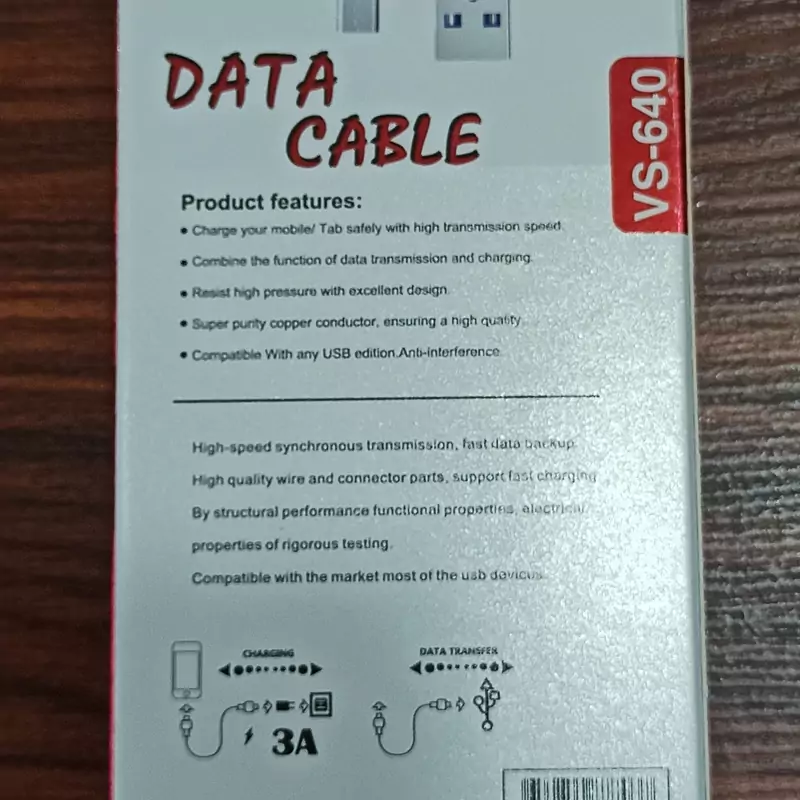 DATA
CABLE
VS-640
Product features:
• Charge your mobile/ Tab safely with high transmission speed.
• Combine the function of data transmission and charging.
• Resist high pressure with excellent design.
• Super purity copper conductor, ensuring a high quality.
• Compatible With any USB edition.Anti-interference.
High-speed synchronous transmission, fast data backup.
High quality wire and connector parts, support fast charging
By structural performance functional properties, electrical
properties of rigorous testing.
Compatible with the market most of the usb devices.
CHARGING
DATA TRANSFER
3A